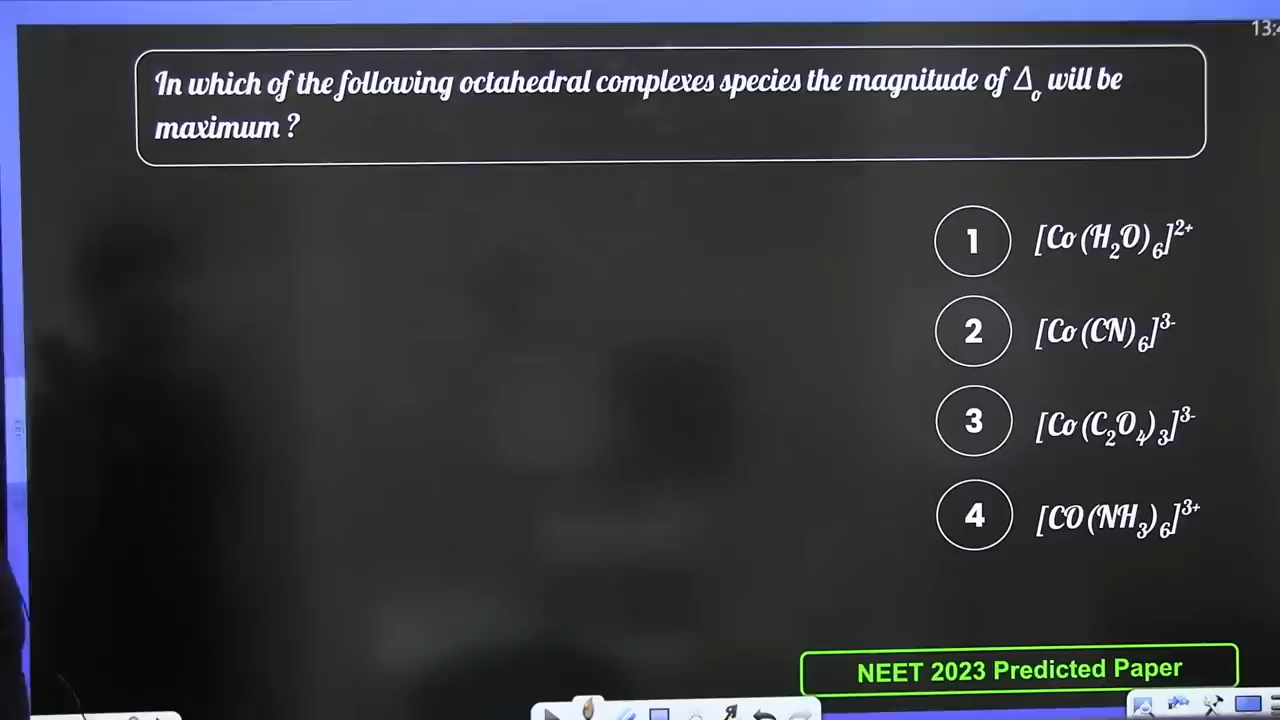 13:4
In which of the following octahedral complexes species the magnitude of Δₒ will be
maximum ?
1 [Co(H₂O)₆]²⁺
2 [Co(CN)₆]³⁻
3 [Co(C₂O₄)₃]³⁻
4 [CO(NH₃)₆]³⁺
NEET 2023 Predicted Paper